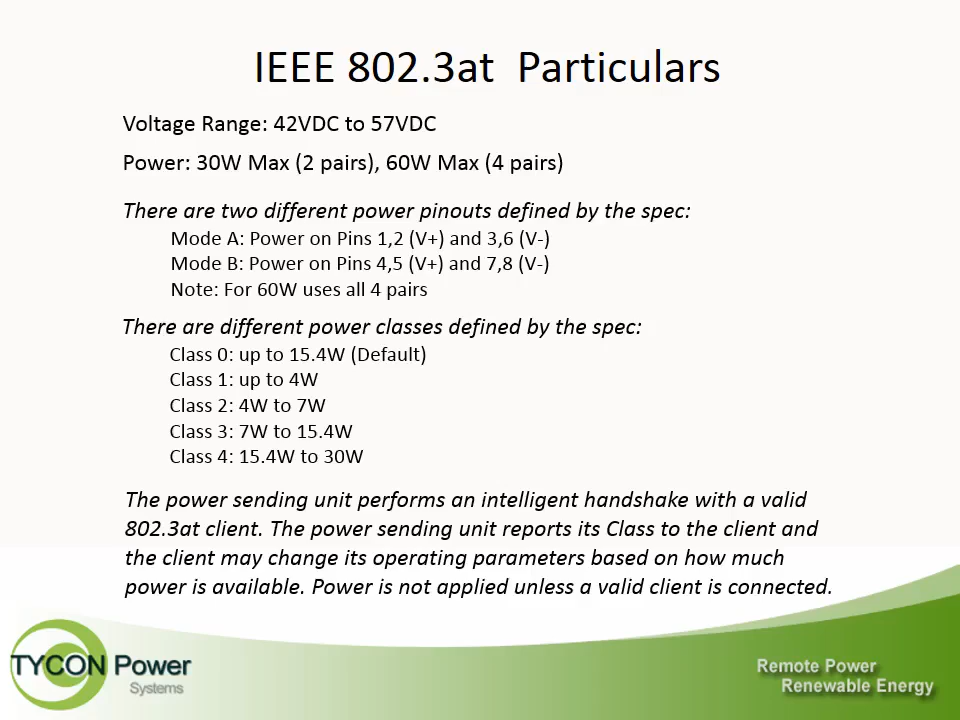 IEEE 802.3at Particulars
Voltage Range: 42VDC to 57VDC
Power: 30W Max (2 pairs), 60W Max (4 pairs)
There are two different power pinouts defined by the spec:
Mode A: Power on Pins 1,2 (V+) and 3,6 (V-)
Mode B: Power on Pins 4,5 (V+) and 7,8 (V-)
Note: For 60W uses all 4 pairs
There are different power classes defined by the spec:
Class 0: up to 15.4W (Default)
Class 1: up to 4W
Class 2: 4W to 7W
Class 3: 7W to 15.4W
Class 4: 15.4W to 30W
The power sending unit performs an intelligent handshake with a valid
802.3at client. The power sending unit reports its Class to the client and
the client may change its operating parameters based on how much
power is available. Power is not applied unless a valid client is connected.
TYCON Power
Systems
Remote Power
Renewable Energy